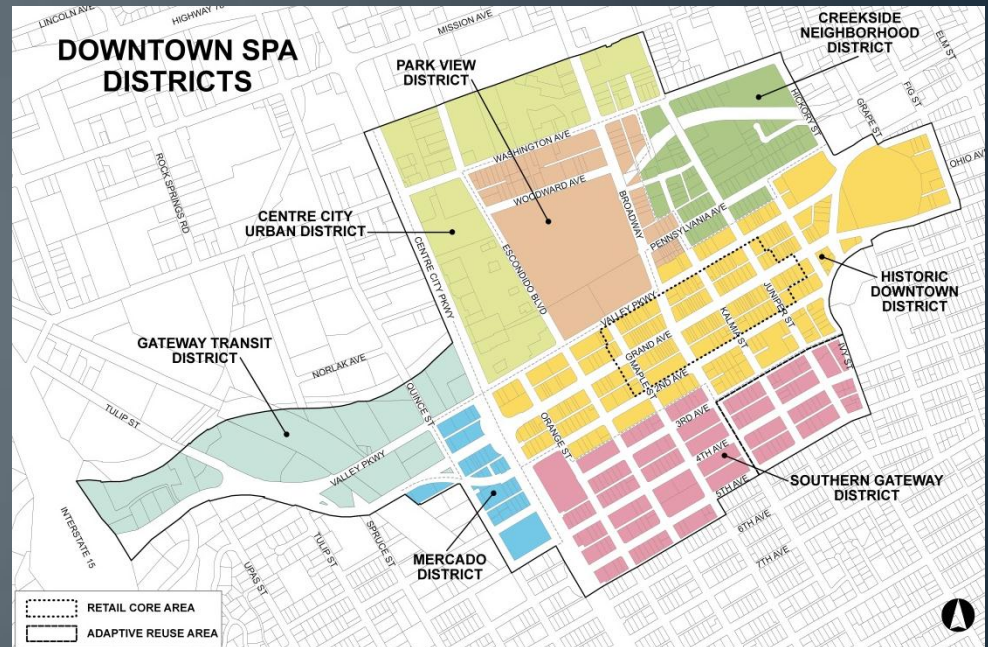 LINCOLN AVE
MISSION AVE
DOWNTOWN SPA
DISTRICTS
PARK VIEW
DISTRICT
CREEKSIDE
NEIGHBORHOOD
DISTRICT
ELM ST
FIG ST
GRAPE ST
HICKORY ST
OHIO AVE
ROCK SPRINGS RD
WASHINGTON AVE
WOODWARD AVE
BROADWAY
PENNSYLVANIA AVE
CENTRE CITY
URBAN DISTRICT
CENTRE CITY PKWY
ESCONDIDO BLVD
VALLEY PKWY
HISTORIC
DOWNTOWN
DISTRICT
JUNIPER ST
KALMIA ST
GRAND AVE
GATEWAY TRANSIT
DISTRICT
NORLAK AVE
MAPLE ST
2ND AVE
IVY ST
QUINCE ST
TULIP ST
ORANGE ST
3RD AVE
4TH AVE
5TH AVE
VALLEY PKWY
SOUTHERN GATEWAY
DISTRICT
6TH AVE
7TH AVE
INTERSTATE 15
TULIP ST
SPRUCE ST
UPAS ST
MERCADO
DISTRICT
RETAIL CORE AREA
ADAPTIVE REUSE AREA